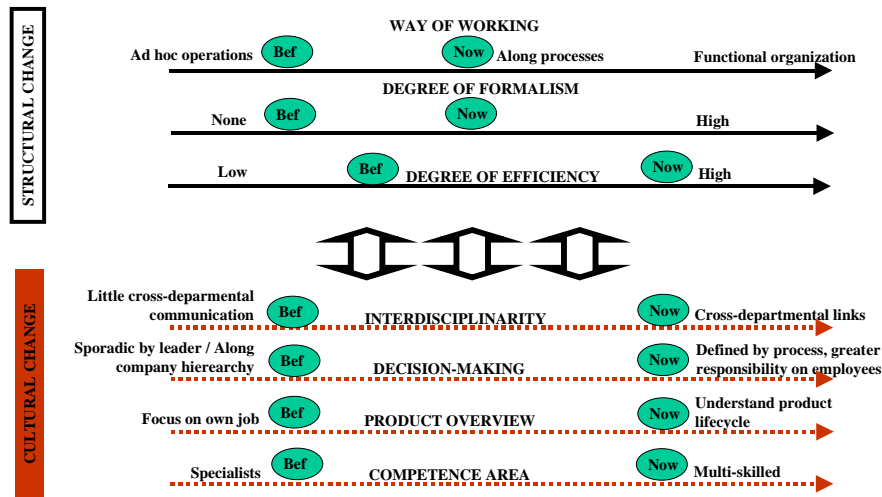 STRUCTURAL CHANGE
WAY OF WORKING
Ad hoc operations Bef Now Along processes Functional organization
DEGREE OF FORMALISM
None Bef Now High
Low Bef DEGREE OF EFFICIENCY Now High
CULTURAL CHANGE
Little cross-deparmental
communication Bef INTERDISCIPLINARITY Now Cross-departmental links
Sporadic by leader / Along
company hierearchy Bef DECISION-MAKING Now Defined by process, greater
responsibility on employees
Focus on own job Bef PRODUCT OVERVIEW Now Understand product
lifecycle
Specialists Bef COMPETENCE AREA Now Multi-skilled